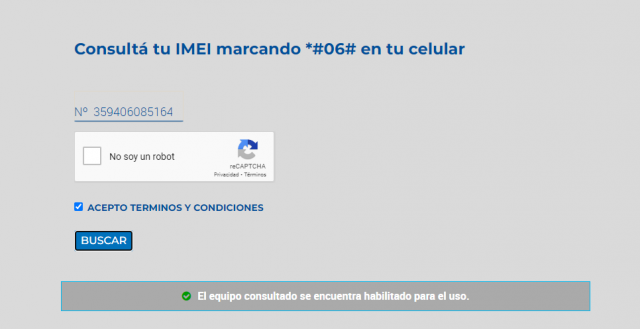 Consultá tu IMEI marcando *#06# en tu celular
Nº 359406085164
No soy un robot
reCAPTCHA
Privacidad - Términos
ACEPTO TERMINOS Y CONDICIONES
BUSCAR
El equipo consultado se encuentra habilitado para el uso.